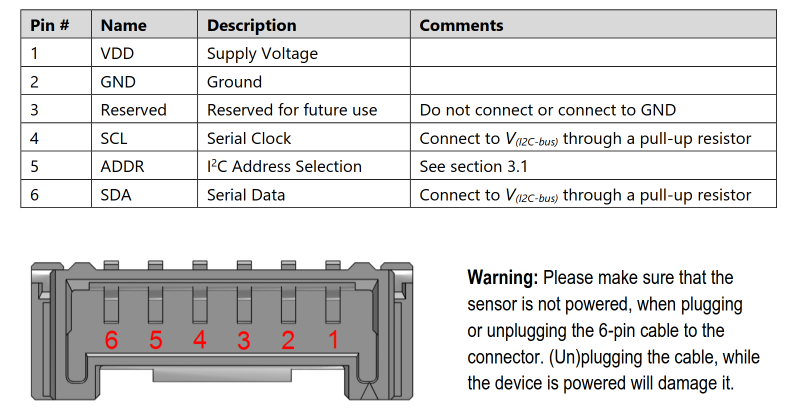 Pin # Name Description Comments
1 VDD Supply Voltage
2 GND Ground
3 Reserved Reserved for future use Do not connect or connect to GND
4 SCL Serial Clock Connect to V(I2C-bus) through a pull-up resistor
5 ADDR I²C Address Selection See section 3.1
6 SDA Serial Data Connect to V(I2C-bus) through a pull-up resistor
6 5 4 3 2 1
Warning: Please make sure that the
sensor is not powered, when plugging
or unplugging the 6-pin cable to the
connector. (Un)plugging the cable, while
the device is powered will damage it.